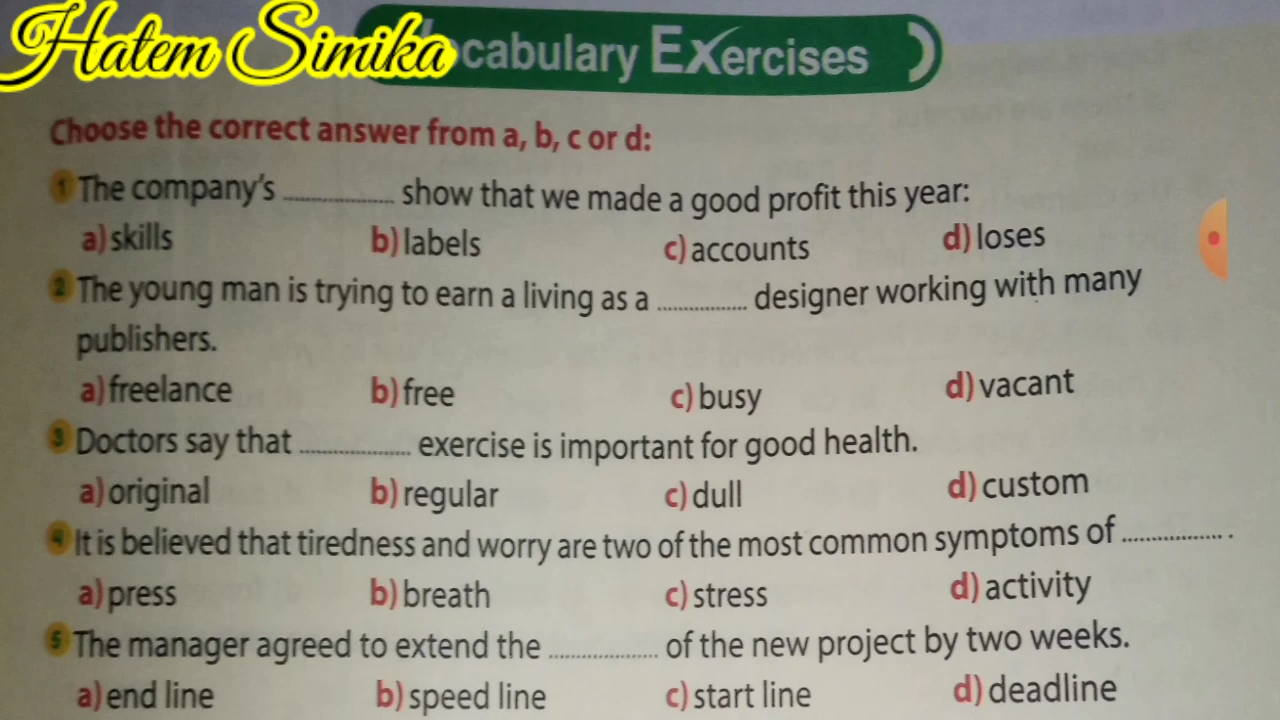 Hatem Simika
ocabulary Exercises
Choose the correct answer from a, b, c or d:
1 The company's ................ show that we made a good profit this year:
a) skills b) labels c) accounts d) loses
2 The young man is trying to earn a living as a ................ designer working with many
publishers.
a) freelance b) free c) busy d) vacant
3 Doctors say that ................ exercise is important for good health.
a) original b) regular c) dull d) custom
4 It is believed that tiredness and worry are two of the most common symptoms of ................ .
a) press b) breath c) stress d) activity
5 The manager agreed to extend the ................ of the new project by two weeks.
a) end line b) speed line c) start line d) deadline